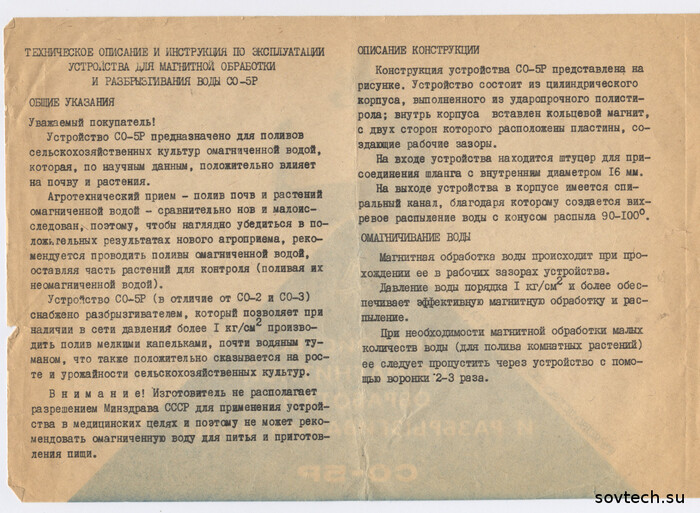 ТЕХНИЧЕСКОЕ ОПИСАНИЕ И ИНСТРУКЦИЯ ПО ЭКСПЛУАТАЦИИ
УСТРОЙСТВА ДЛЯ МАГНИТНОЙ ОБРАБОТКИ
И РАЗБРЫЗГИВАНИЯ ВОДЫ СО-5Р
ОБЩИЕ УКАЗАНИЯ
Уважаемый покупатель!
Устройство СО-5Р предназначено для поливов
сельскохозяйственных культур омагниченной водой,
которая, по научным данным, положительно влияет
на почву и растения.
Агротехнический прием - полив почв и растений
омагниченной водой - сравнительно нов и малоис-
следован, поэтому, чтобы наглядно убедиться в по-
ложительных результатах нового агроприема, реко-
мендуется проводить поливы омагниченной водой,
оставляя часть растений для контроля (поливая их
неомагниченной водой).
Устройство СО-5Р (в отличие от СО-2 и СО-3)
снабжено разбрызгивателем, который позволяет при
наличии в сети давления более I кг/см² произво-
дить полив мелкими капельками, почти водяным ту-
маном, что также положительно сказывается на рос-
те и урожайности сельскохозяйственных культур.
В н и м а н и е! Изготовитель не располагает
разрешением Минздрава СССР для применения устрой-
ства в медицинских целях и поэтому не может реко-
мендовать омагниченную воду для питья и приготов-
ления пищи.
ОПИСАНИЕ КОНСТРУКЦИИ
Конструкция устройства СО-5Р представлена на
рисунке. Устройство состоит из цилиндрического
корпуса, выполненного из ударопрочного полисти-
рола; внутрь корпуса вставлен кольцевой магнит,
с двух сторон которого расположены пластины, со-
здающие рабочие зазоры.
На входе устройства находится штуцер для при-
соединения шланга с внутренним диаметром 16 мм.
На выходе устройства в корпусе имеется спи-
ральный канал, благодаря которому создается вих-
ревое распыление воды с конусом распыла 90-100°.
ОМАГНИЧИВАНИЕ ВОДЫ
Магнитная обработка воды происходит при про-
хождении ее в рабочих зазорах устройства.
Давление воды порядка I кг/см² и более обес-
печивает эффективную магнитную обработку и рас-
пыление.
При необходимости магнитной обработки малых
количеств воды (для полива комнатных растений)
ее следует пропустить через устройство с помо-
щью воронки 2-3 раза.
И РАЗБРЫЗ
СО-5Р
sovtech.su